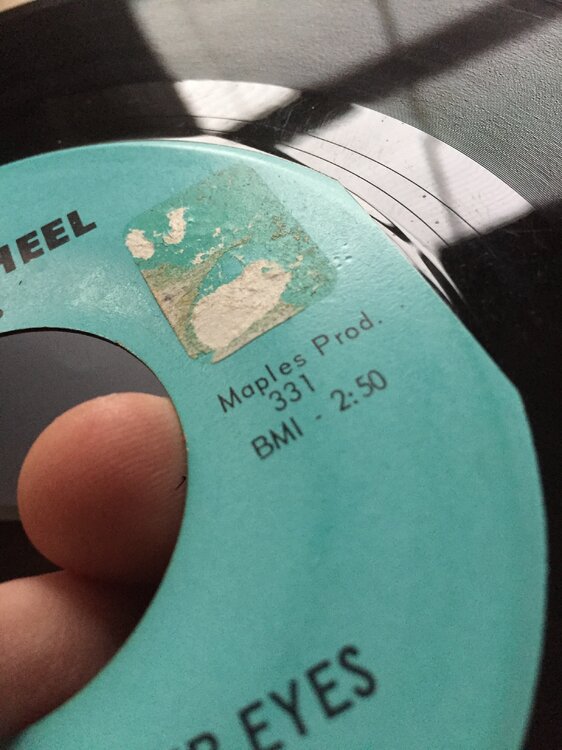 HEEL
Maples Prod.
331
BMI - 2:50
EYES